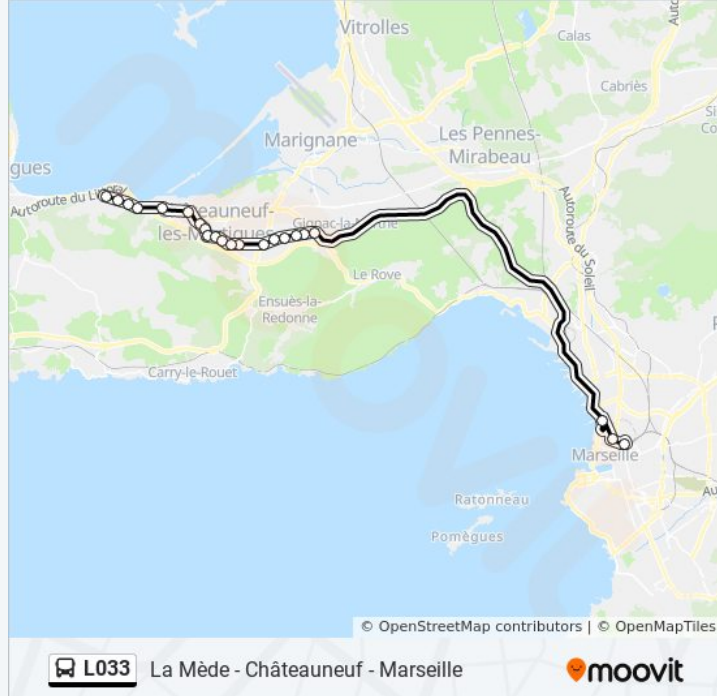 Vitrolles
Calas
Cabriès
Marignane
Les Pennes-
Mirabeau
gues
Autoroute du Li
eauneuf-
les-Martigues
Gignac-la-Nerthe
Autoroute du Soleil
Le Rove
Ensuès-la-
Redonne
Carry-le-Rouet
Marseille
Ratonneau
Pomègues
© OpenStreetMap contributors | © OpenMapTiles
L033 La Mède - Châteauneuf - Marseille
moovit